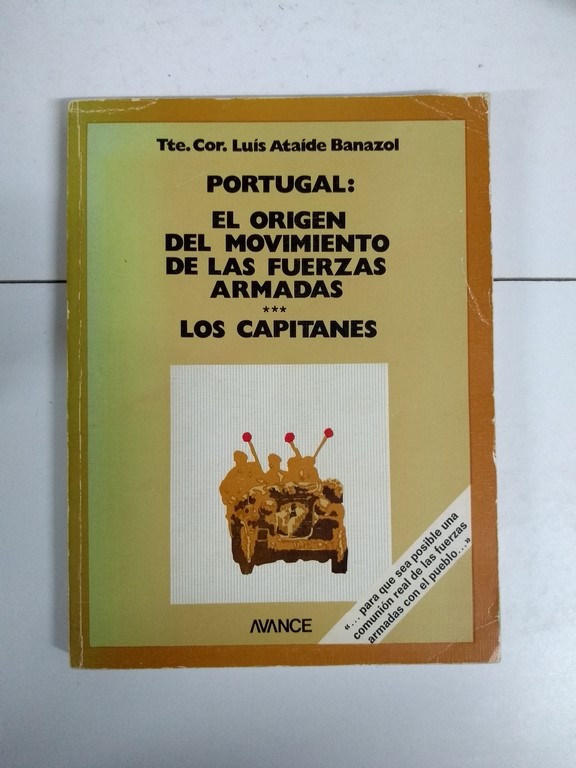 Tte. Cor. Luís Ataíde Banazol
PORTUGAL:
EL ORIGEN
DEL MOVIMIENTO
DE LAS FUERZAS
ARMADAS
***
LOS CAPITANES
«... para que sea posible una
comunión real de las fuerzas
armadas con el pueblo...»
AVANCE